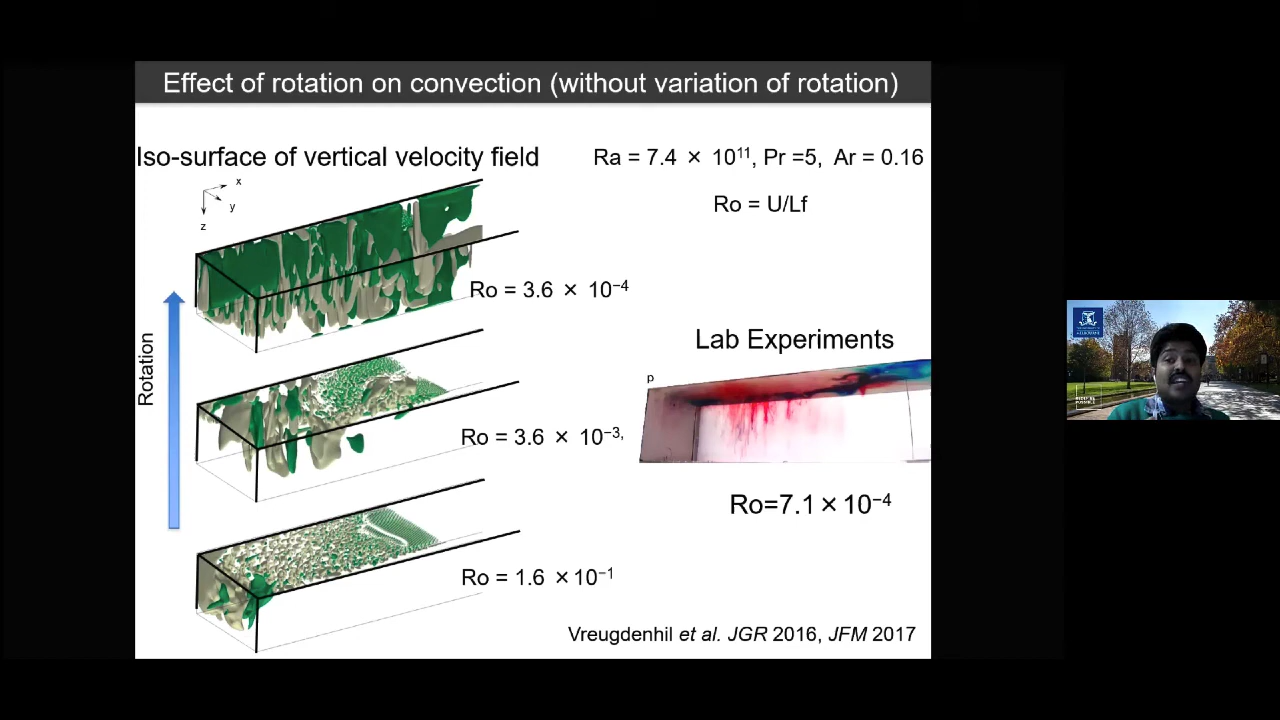 Effect of rotation on convection (without variation of rotation)
Iso-surface of vertical velocity field
Ra = 7.4 × 10¹¹, Pr =5, Ar = 0.16
Ro = U/Lf
x
y
z
Ro = 3.6 × 10⁻⁴
Rotation
Lab Experiments
p
Ro = 3.6 × 10⁻³,
Ro=7.1×10⁻⁴
Ro = 1.6 ×10⁻¹
Vreugdenhil et al. JGR 2016, JFM 2017
MELBOURNE